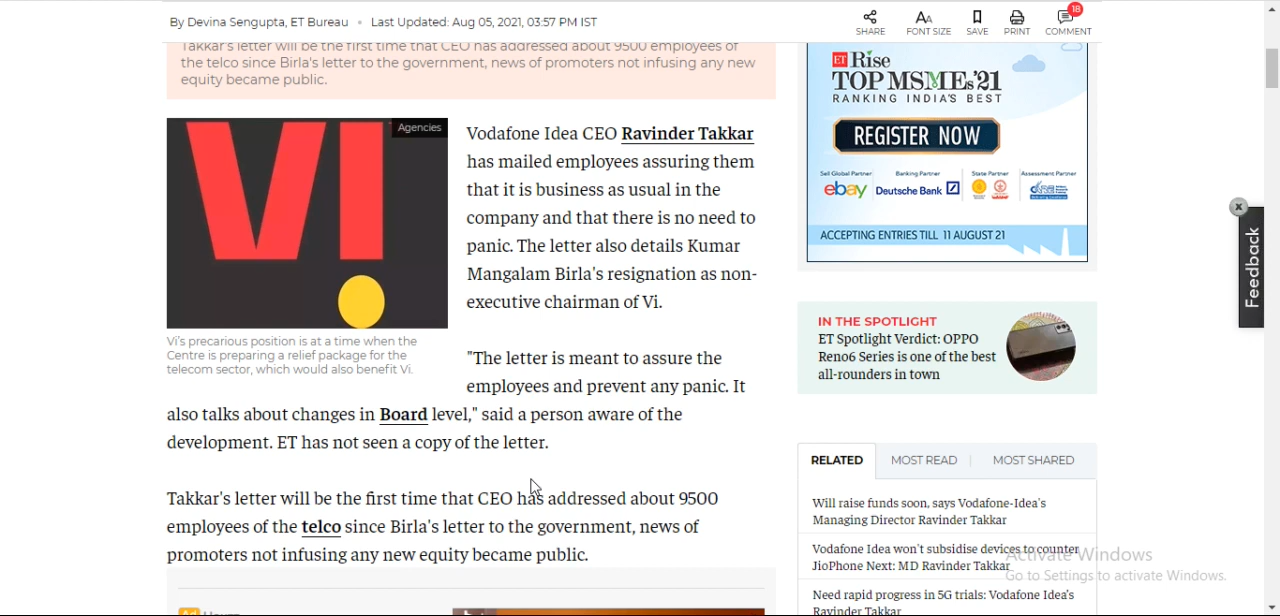 By Devina Sengupta, ET Bureau • Last Updated: Aug 05, 2021, 03:57 PM IST
SHARE
FONT SIZE
SAVE
PRINT
18
COMMENT
Takkar's letter will be the first time that CEO has addressed about 9500 employees of
the telco since Birla's letter to the government, news of promoters not infusing any new
equity became public.
VI
Agencies
Vi's precarious position is at a time when the
Centre is preparing a relief package for the
telecom sector, which would also benefit Vi.
Vodafone Idea CEO Ravinder Takkar
has mailed employees assuring them
that it is business as usual in the
company and that there is no need to
panic. The letter also details Kumar
Mangalam Birla's resignation as non-
executive chairman of Vi.
"The letter is meant to assure the
employees and prevent any panic. It
also talks about changes in Board level," said a person aware of the
development. ET has not seen a copy of the letter.
Takkar's letter will be the first time that CEO has addressed about 9500
employees of the telco since Birla's letter to the government, news of
promoters not infusing any new equity became public.
Ad
ET Rise
TOP MSMEs'21
RANKING INDIA'S BEST
REGISTER NOW
Sell Global Partner
Banking Partner
State Partner
Assessment Partner
ebay
Deutsche Bank
ACCEPTING ENTRIES TILL 11 AUGUST 21
x
Feedback
IN THE SPOTLIGHT
ET Spotlight Verdict: OPPO
Reno6 Series is one of the best
all-rounders in town
RELATED
MOST READ
MOST SHARED
Will raise funds soon, says Vodafone-Idea's
Managing Director Ravinder Takkar
Vodafone Idea won't subsidise devices to counter
JioPhone Next: MD Ravinder Takkar
Need rapid progress in 5G trials: Vodafone Idea's
Ravinder Takkar
Activate Windows
Go to Settings to activate Windows.